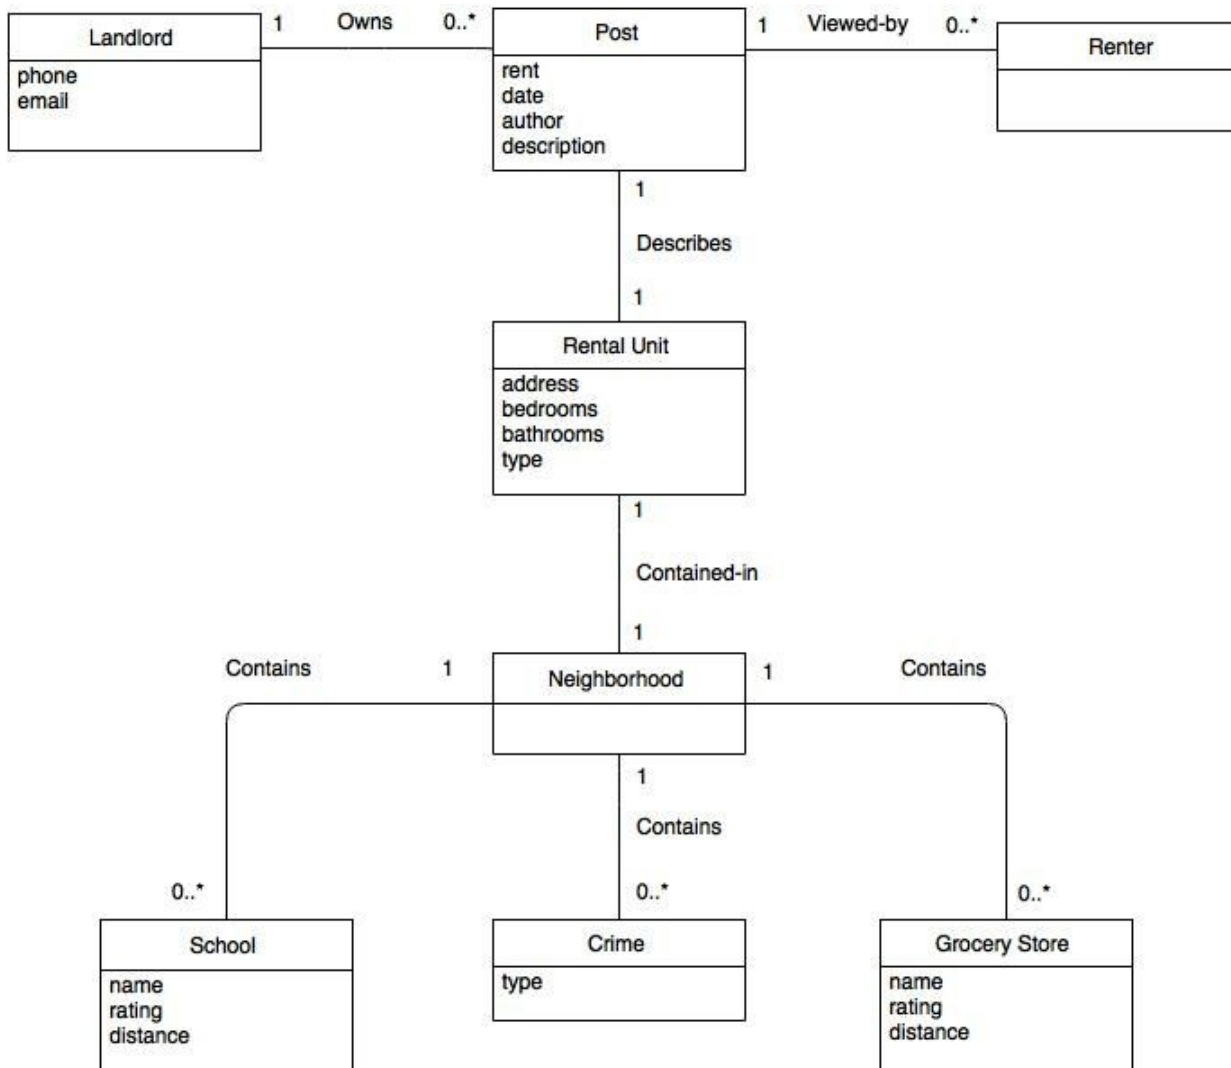 1 Owns 0..*
1 Viewed-by 0..*
Landlord
phone
email
Post
rent
date
author
description
Renter
1
Describes
1
Rental Unit
address
bedrooms
bathrooms
type
1
Contained-in
1
Contains 1
Neighborhood
1 Contains
1
Contains
0..*
0..*
0..*
School
name
rating
distance
Crime
type
Grocery Store
name
rating
distance